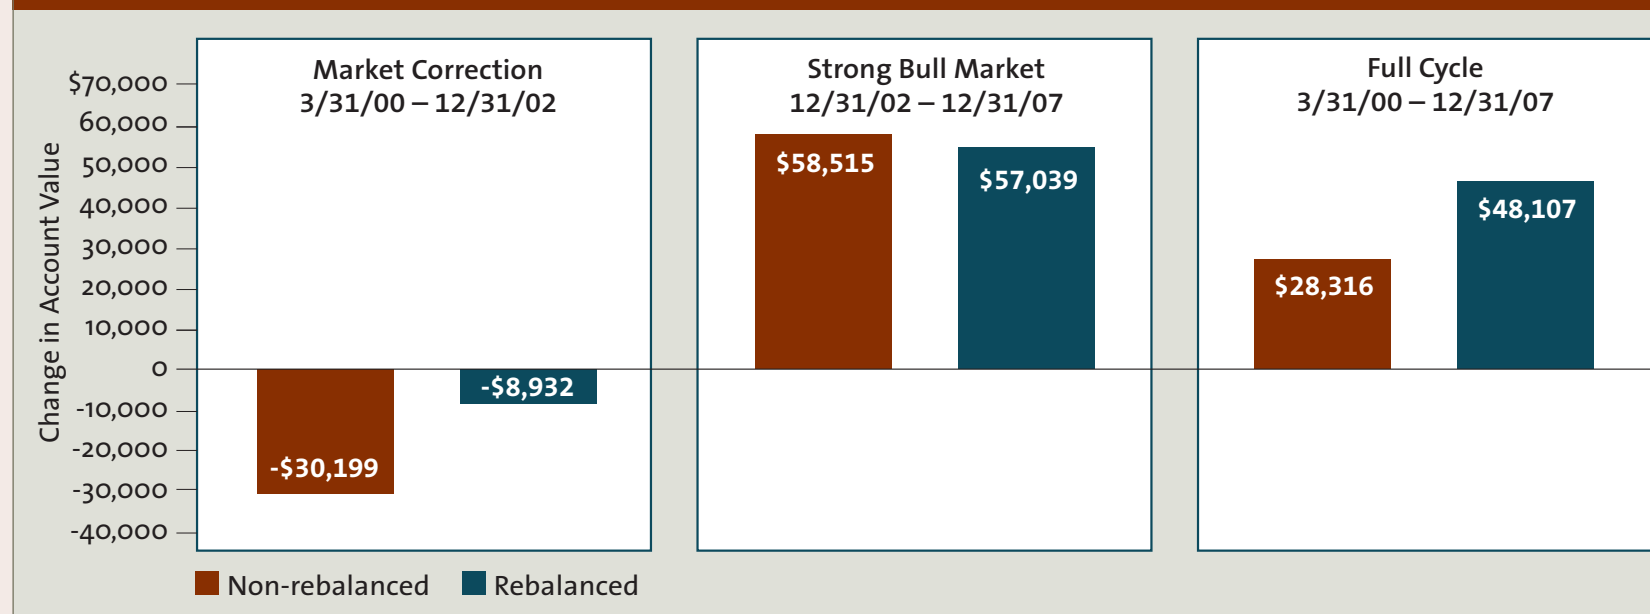 Change in Account Value
$70,000
60,000
50,000
40,000
30,000
20,000
10,000
0
-10,000
-20,000
-30,000
-40,000
Market Correction
3/31/00 – 12/31/02
-$30,199
-$8,932
Strong Bull Market
12/31/02 – 12/31/07
$58,515
$57,039
Full Cycle
3/31/00 – 12/31/07
$28,316
$48,107
Non-rebalanced
Rebalanced